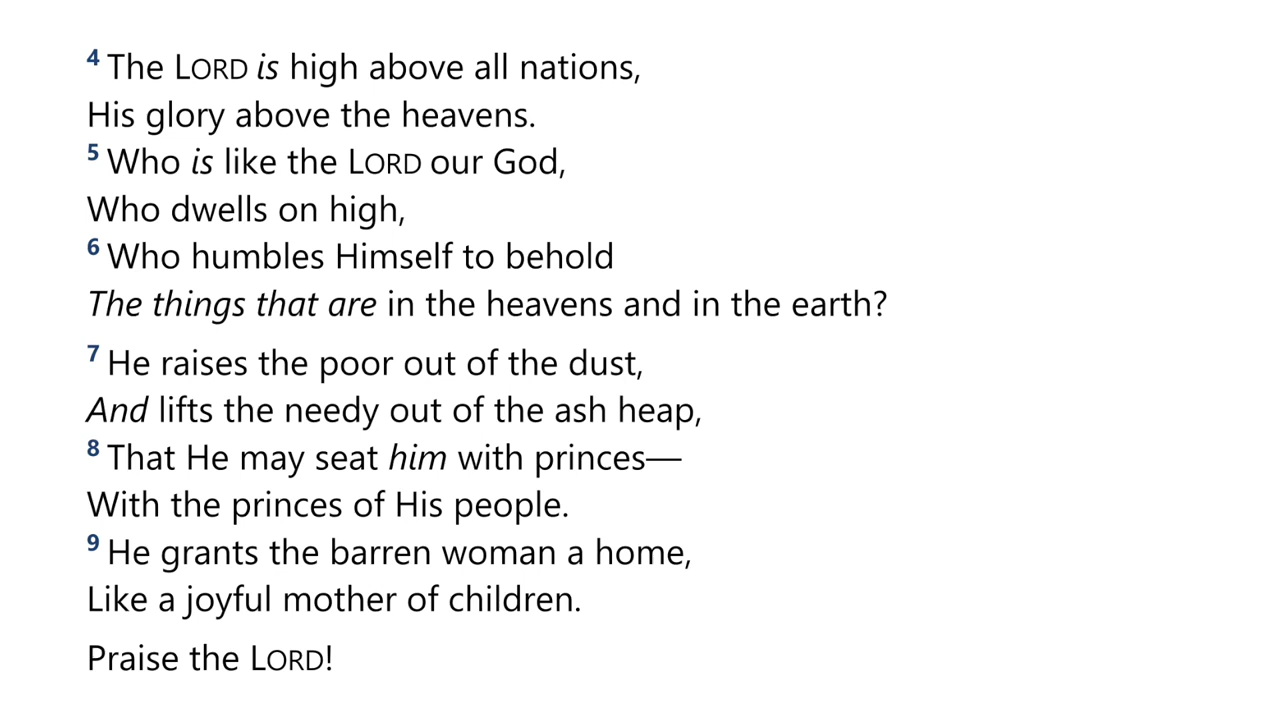 4 The LORD is high above all nations,
His glory above the heavens.
5 Who is like the LORD our God,
Who dwells on high,
6 Who humbles Himself to behold
The things that are in the heavens and in the earth?
7 He raises the poor out of the dust,
And lifts the needy out of the ash heap,
8 That He may seat him with princes—
With the princes of His people.
9 He grants the barren woman a home,
Like a joyful mother of children.
Praise the LORD!